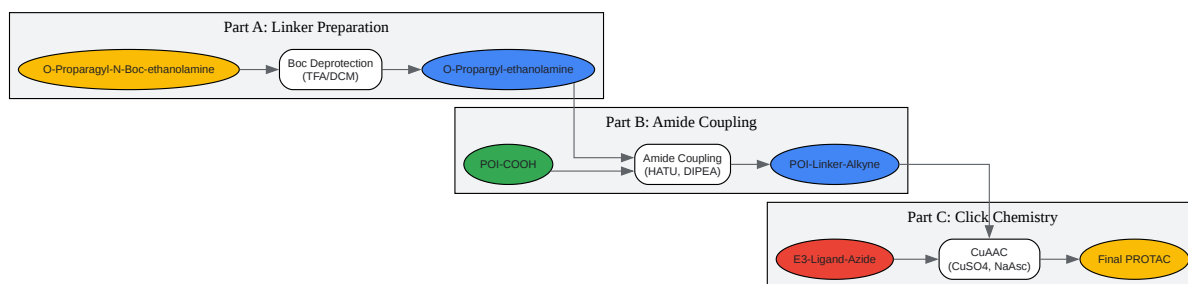 Part A: Linker Preparation
O-Proparagyl-N-Boc-ethanolamine
Boc Deprotection
(TFA/DCM)
O-Propargyl-ethanolamine
Part B: Amide Coupling
POI-COOH
Amide Coupling
(HATU, DIPEA)
POI-Linker-Alkyne
Part C: Click Chemistry
E3-Ligand-Azide
CuAAC
(CuSO4, NaAsc)
Final PROTAC